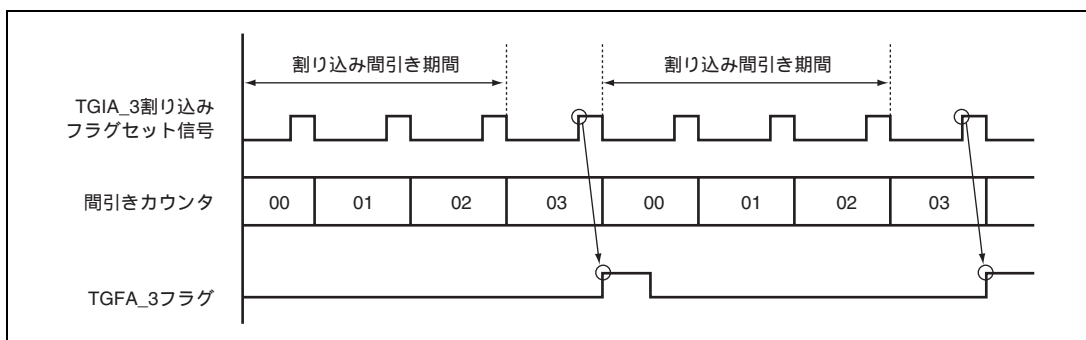 割り込み間引き期間
割り込み間引き期間
TGIA_3割り込み
フラグセット信号
間引きカウンタ
00 01 02 03 00 01 02 03
TGFA_3フラグ